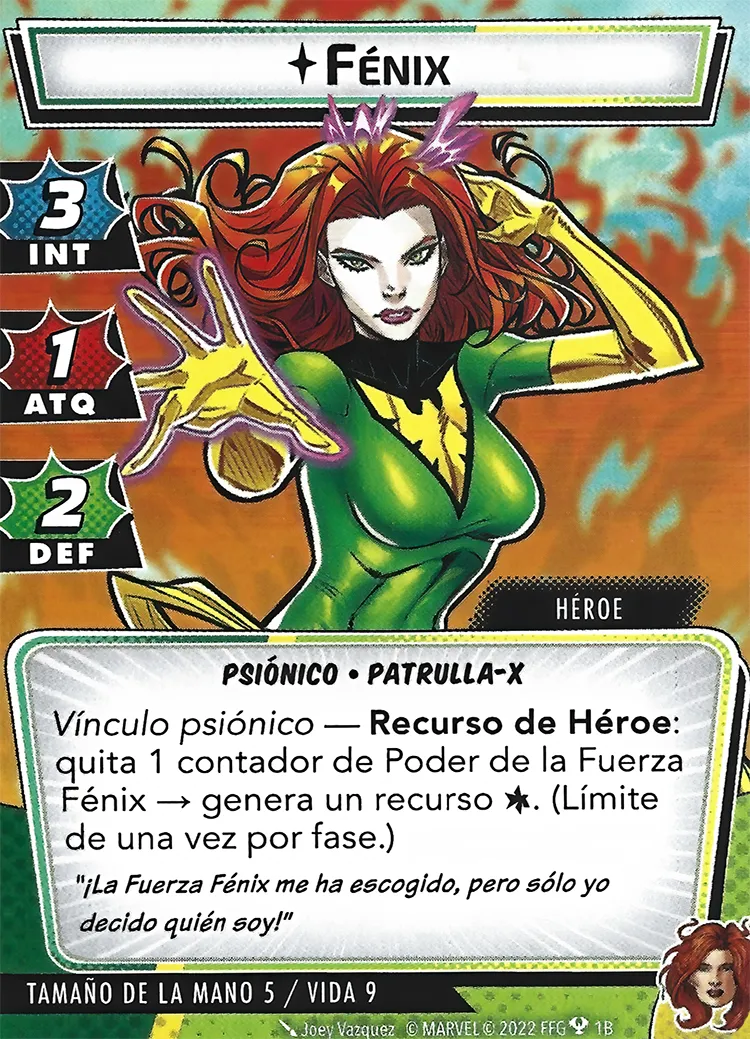 FÉNIX
3
INT
1
ATQ
2
DEF
HÉROE
PSIÓNICO • PATRULLA-X
Vínculo psiónico — Recurso de Héroe:
quita 1 contador de Poder de la Fuerza
Fénix → genera un recurso ✷. (Límite
de una vez por fase.)
"¡La Fuerza Fénix me ha escogido, pero sólo yo
decido quién soy!"
TAMAÑO DE LA MANO 5 / VIDA 9
Joey Vazquez © MARVEL © 2022 FFG 1B